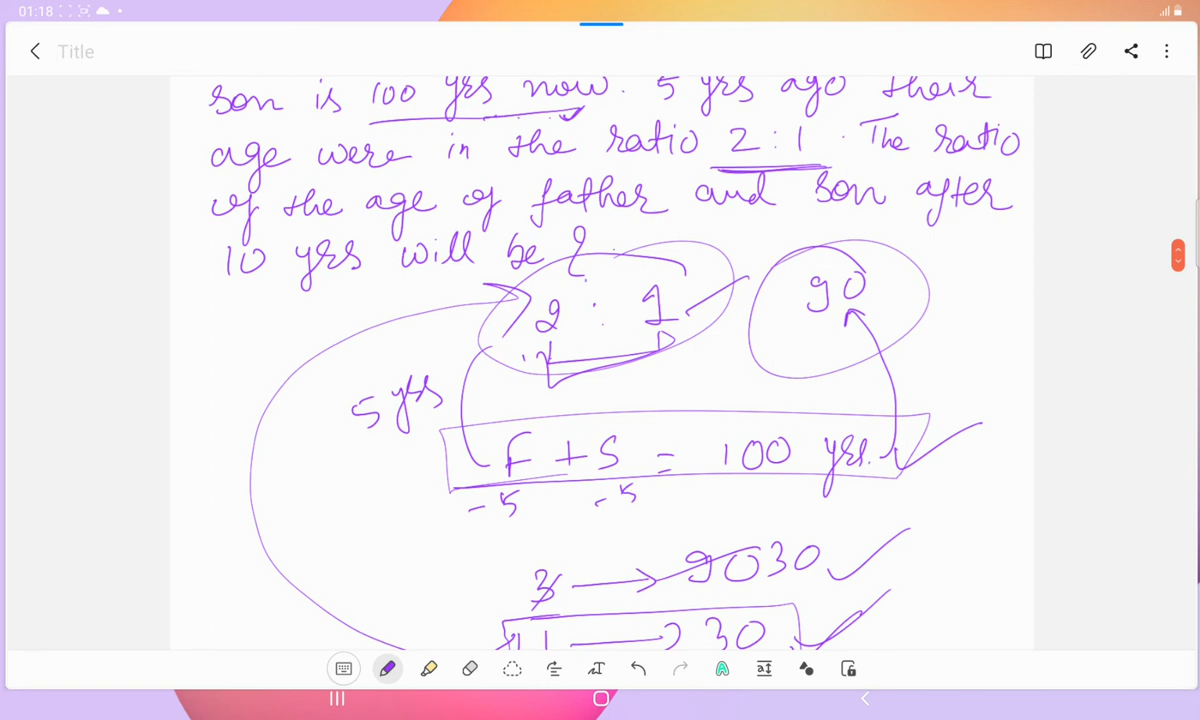 01:18
Title
son is 100 yrs now. 5 yrs ago their
age were in the ratio 2:1. The ratio
of the age of father and son after
10 yrs will be ?
2 : 1
90
5 yrs
F + S = 100 yrs.
-5 -5
3 → 90 30
1 → 30